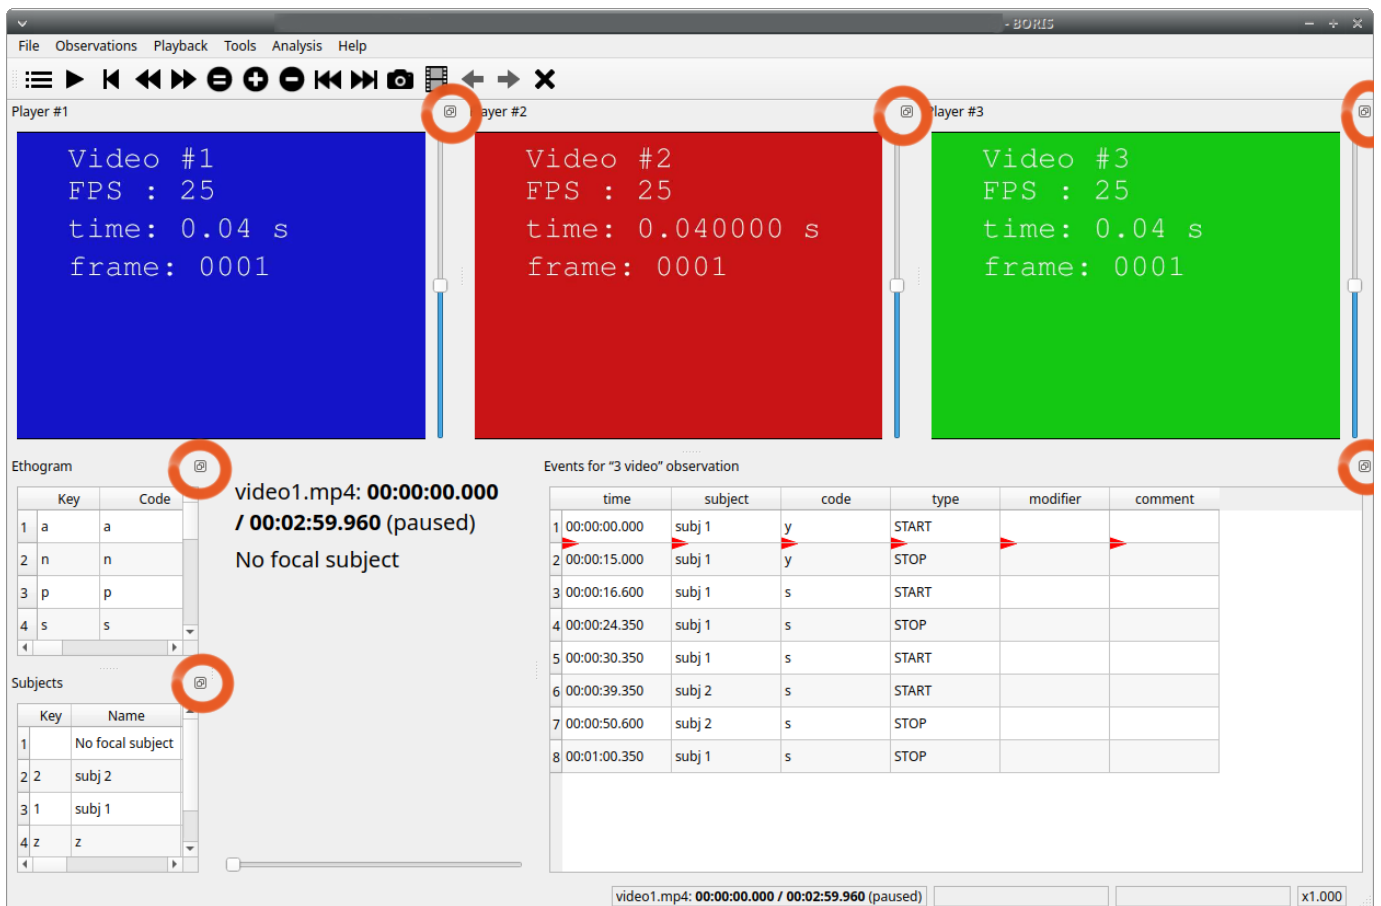 - BORIS
File Observations Playback Tools Analysis Help
Player #1
ayer #2
Player #3
Video #1
FPS : 25
time: 0.04 s
frame: 0001
Video #2
FPS : 25
time: 0.040000 s
frame: 0001
Video #3
FPS : 25
time: 0.04 s
frame: 0001
Ethogram
Key Code
1 a a
2 n n
3 p p
4 s s
Subjects
Key Name
1 No focal subject
2 2 subj 2
3 1 subj 1
4 z z
video1.mp4: 00:00:00.000
/ 00:02:59.960 (paused)
No focal subject
Events for “3 video” observation
time subject code type modifier comment
1 00:00:00.000 subj 1 y START
2 00:00:15.000 subj 1 y STOP
3 00:00:16.600 subj 1 s START
4 00:00:24.350 subj 1 s STOP
5 00:00:30.350 subj 1 s START
6 00:00:39.350 subj 2 s START
7 00:00:50.600 subj 2 s STOP
8 00:01:00.350 subj 1 s STOP
video1.mp4: 00:00:00.000 / 00:02:59.960 (paused)
x1.000